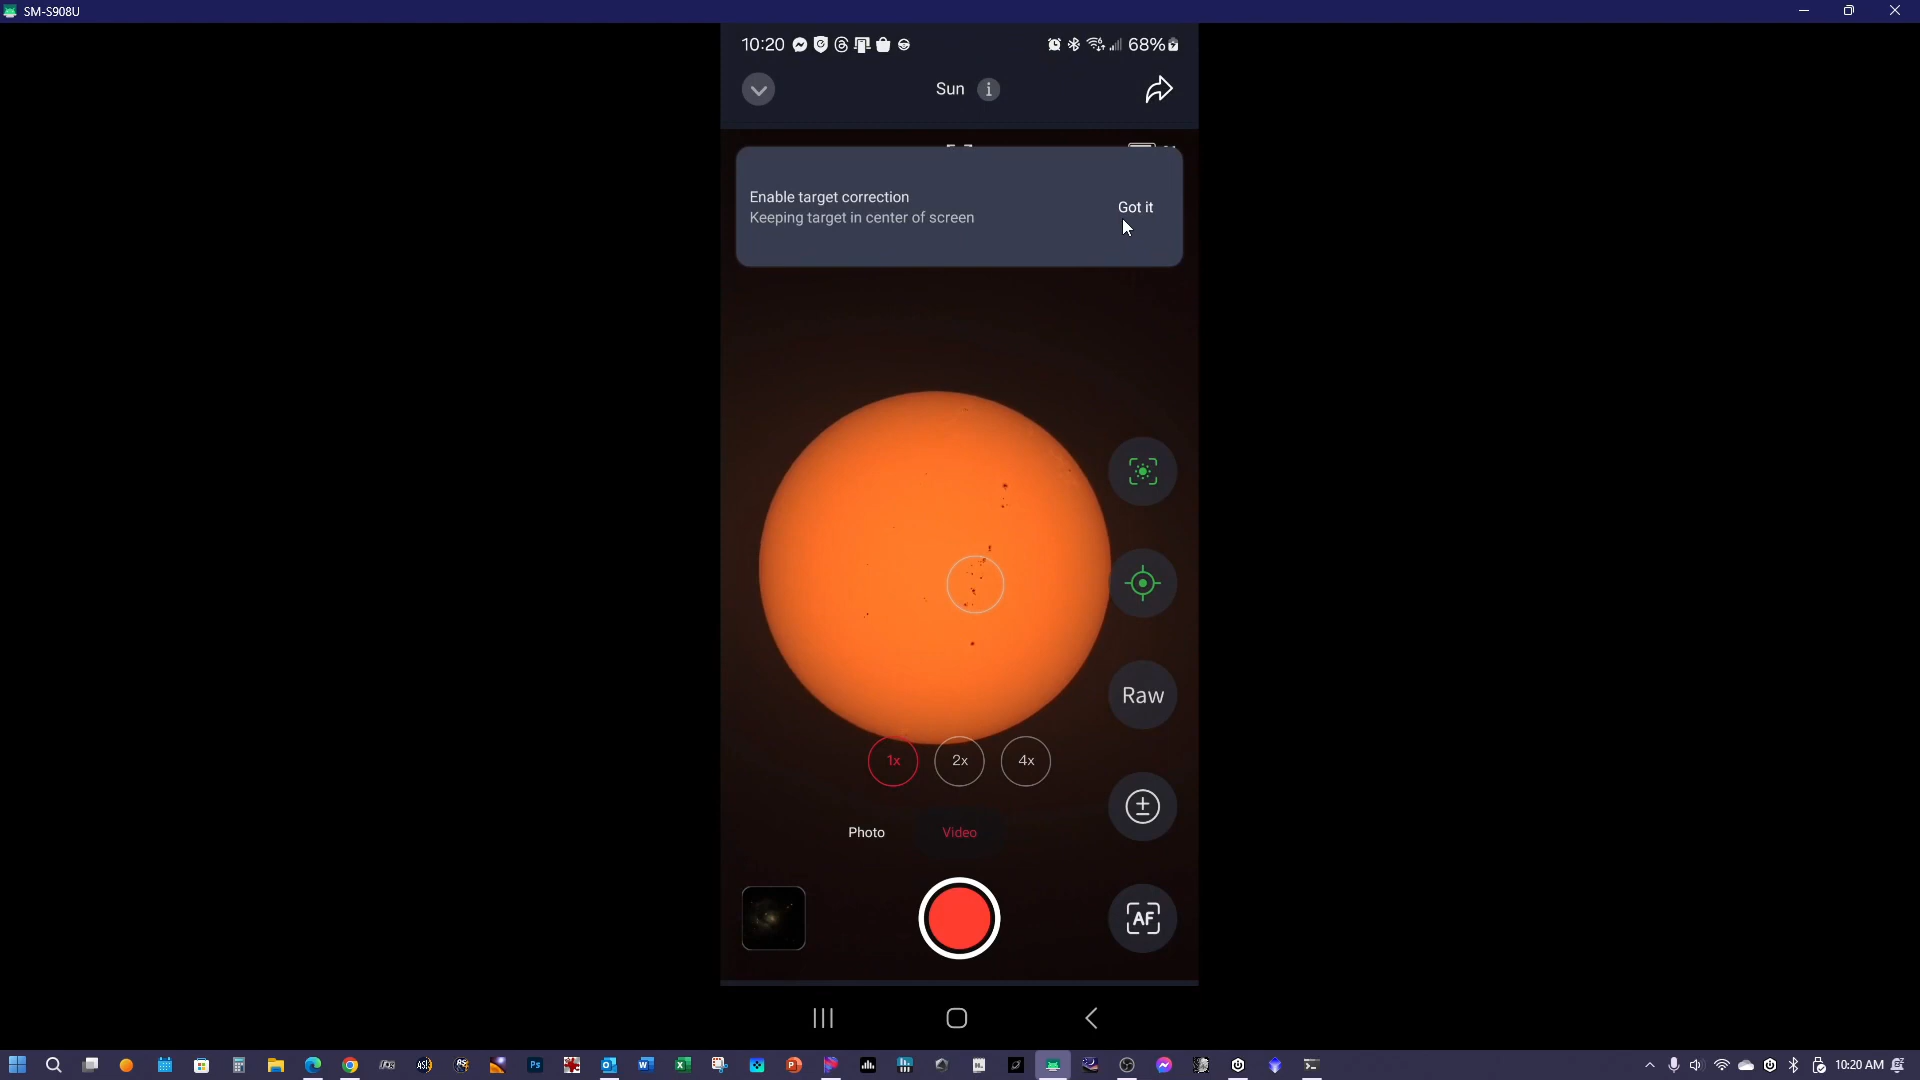 SM-S908U
10:20
68%
Sun
Enable target correction
Keeping target in center of screen
Got it
Raw
1x
2x
4x
Photo
Video
AF
10:20 AM